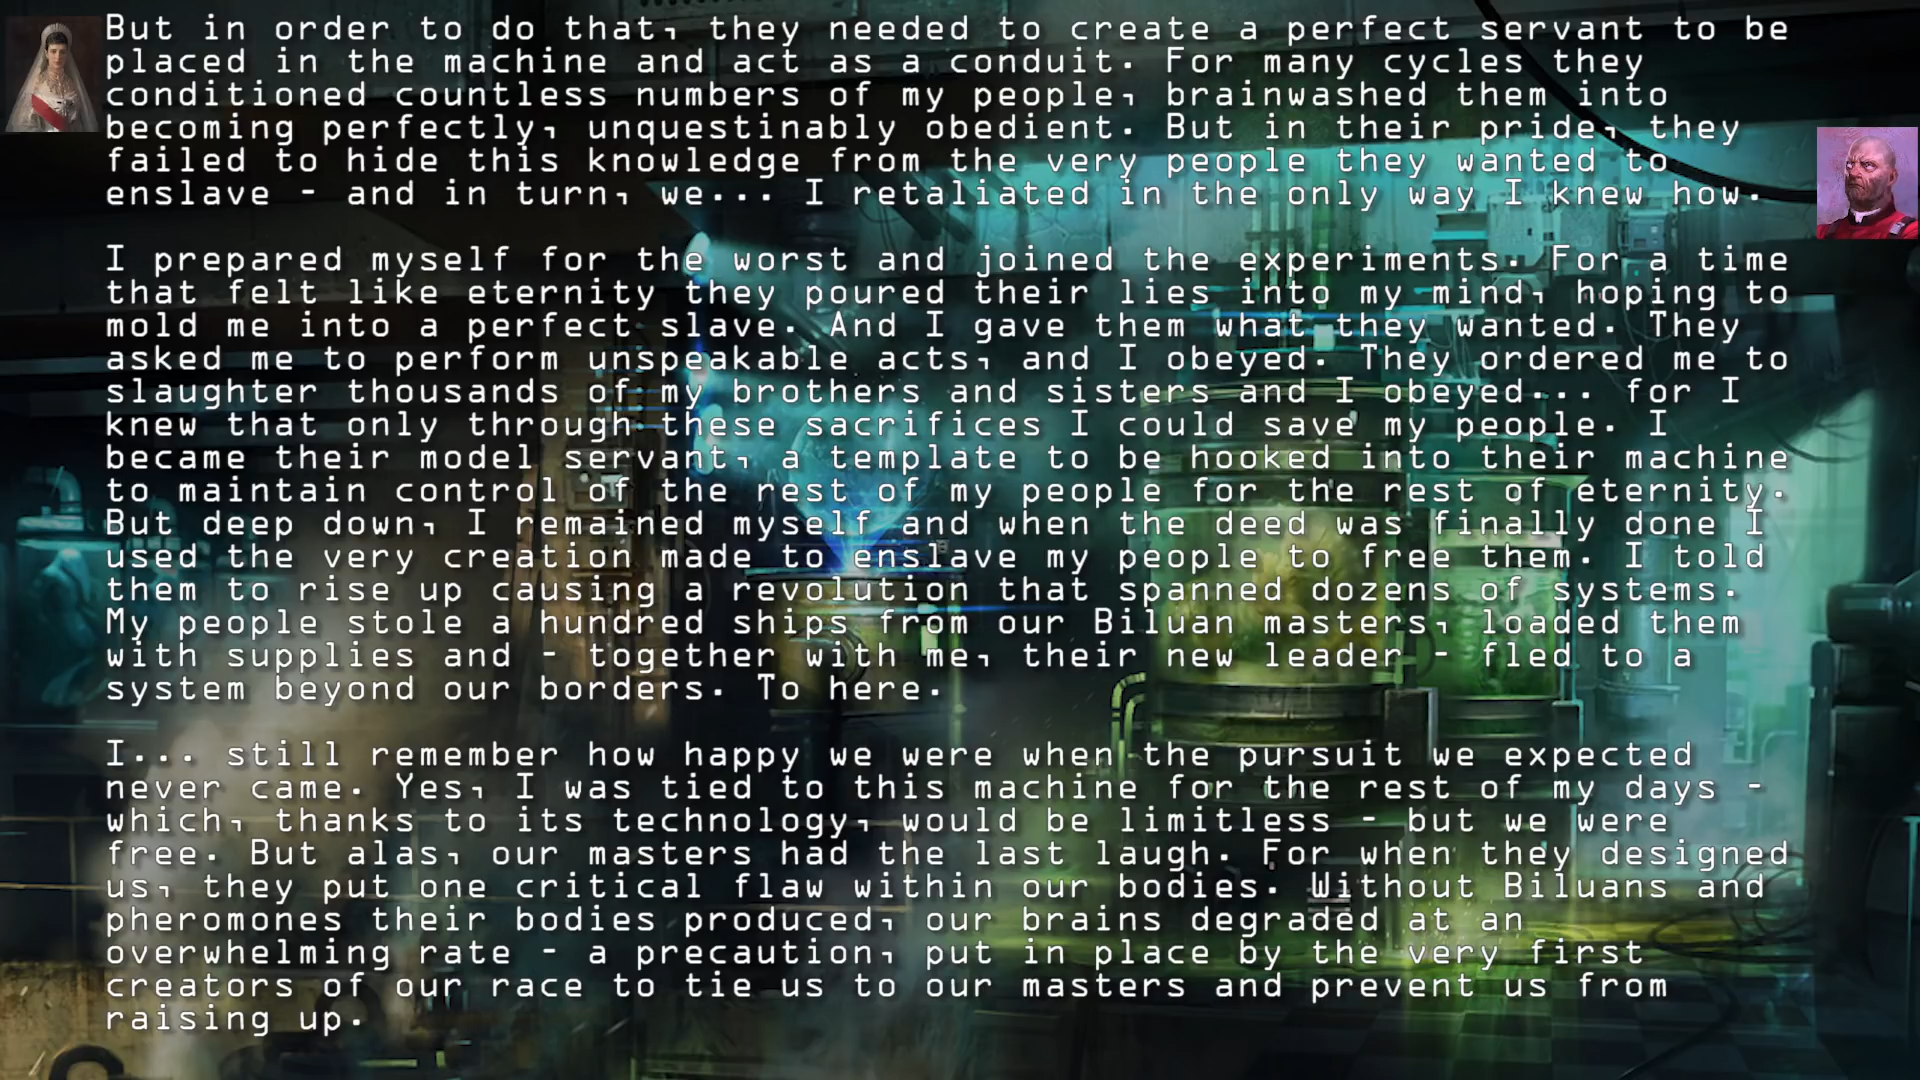 But in order to do that, they needed to create a perfect servant to be
placed in the machine and act as a conduit. For many cycles they
conditioned countless numbers of my people, brainwashed them into
becoming perfectly, unquestinably obedient. But in their pride, they
failed to hide this knowledge from the very people they wanted to
enslave - and in turn, we... I retaliated in the only way I knew how.
I prepared myself for the worst and joined the experiments. For a time
that felt like eternity they poured their lies into my mind, hoping to
mold me into a perfect slave. And I gave them what they wanted. They
asked me to perform unspeakable acts, and I obeyed. They ordered me to
slaughter thousands of my brothers and sisters and I obeyed... for I
knew that only through these sacrifices I could save my people. I
became their model servant, a template to be hooked into their machine
to maintain control of the rest of my people for the rest of eternity.
But deep down, I remained myself and when the deed was finally done I
used the very creation made to enslave my people to free them. I told
them to rise up causing a revolution that spanned dozens of systems.
My people stole a hundred ships from our Biluan masters, loaded them
with supplies and - together with me, their new leader - fled to a
system beyond our borders. To here.
I... still remember how happy we were when the pursuit we expected
never came. Yes, I was tied to this machine for the rest of my days -
which, thanks to its technology, would be limitless - but we were
free. But alas, our masters had the last laugh. For when they designed
us, they put one critical flaw within our bodies. Without Biluans and
pheromones their bodies produced, our brains degraded at an
overwhelming rate - a precaution, put in place by the very first
creators of our race to tie us to our masters and prevent us from
raising up.